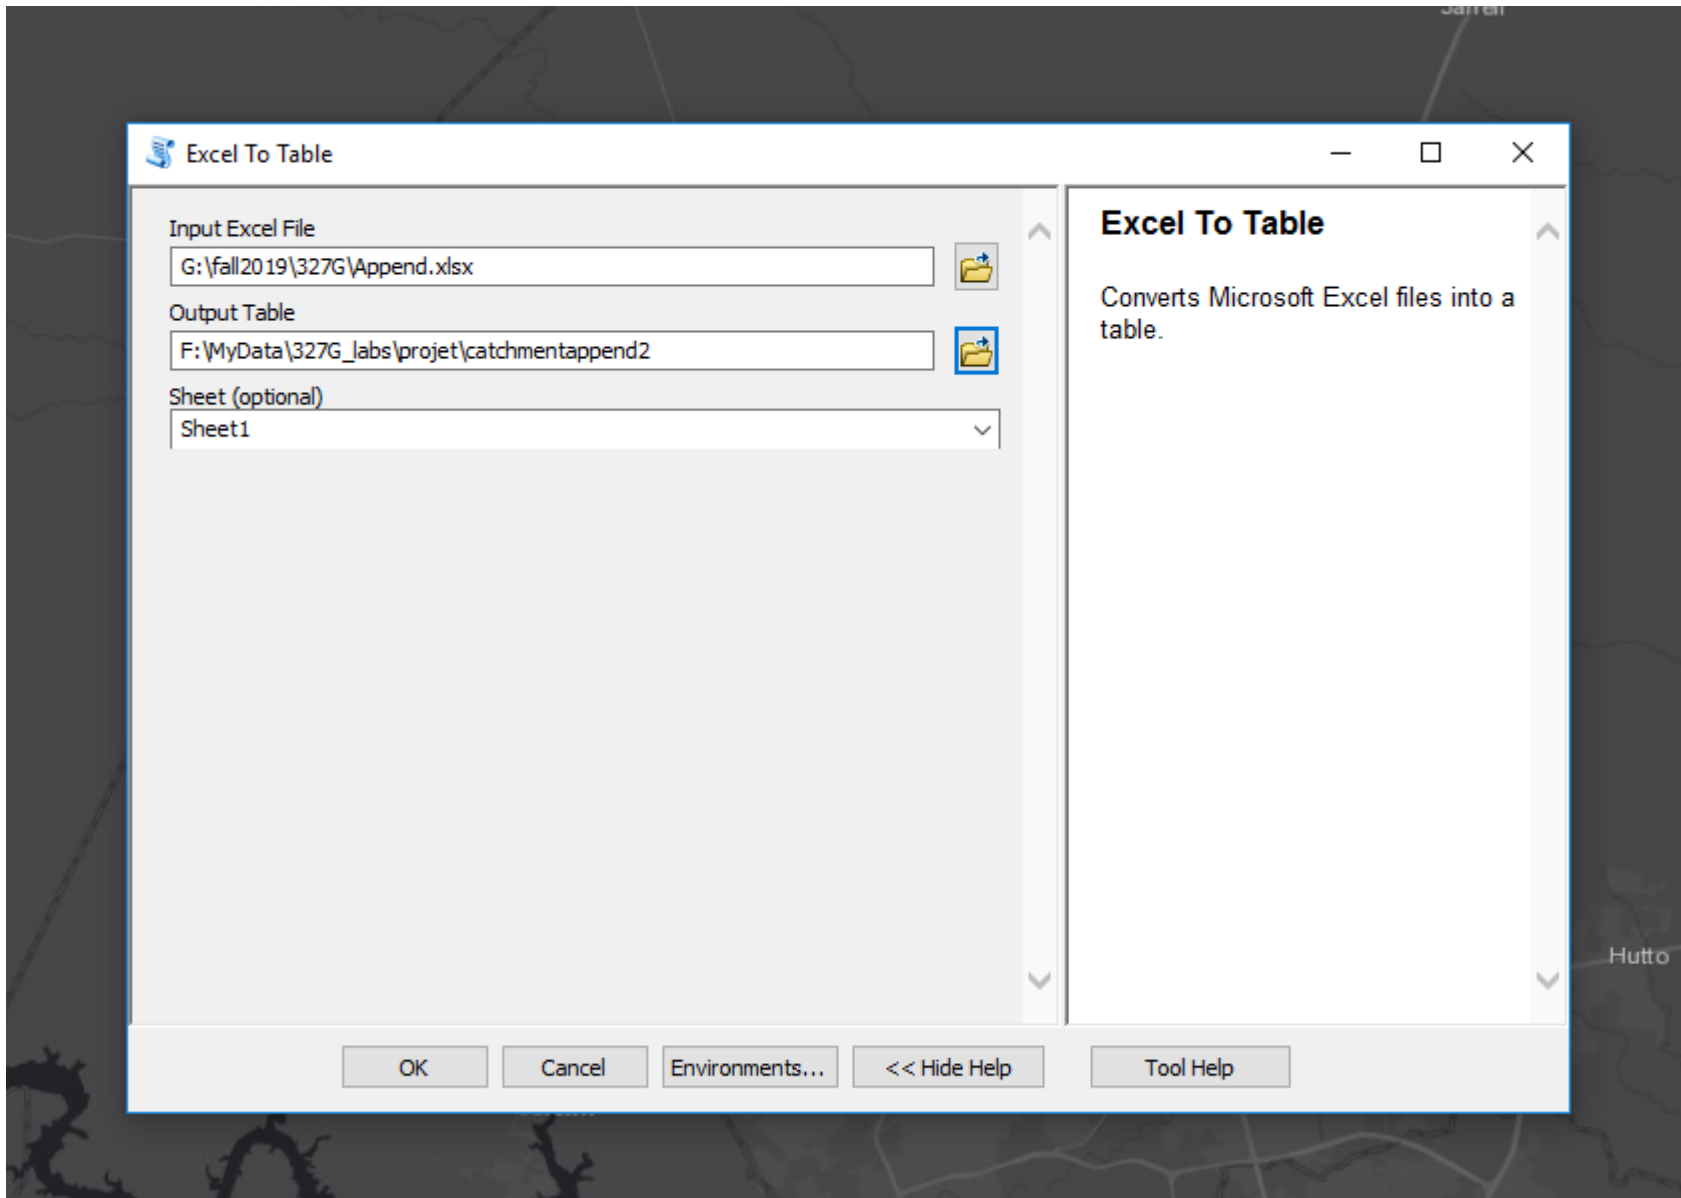 Jarrell
Excel To Table
Input Excel File
G:\fall2019\327G\Append.xlsx
Output Table
F:\MyData\327G_labs\projet\catchmentappend2
Sheet (optional)
Sheet1
Excel To Table
Converts Microsoft Excel files into a
table.
Hutto
OK
Cancel
Environments...
<< Hide Help
Tool Help